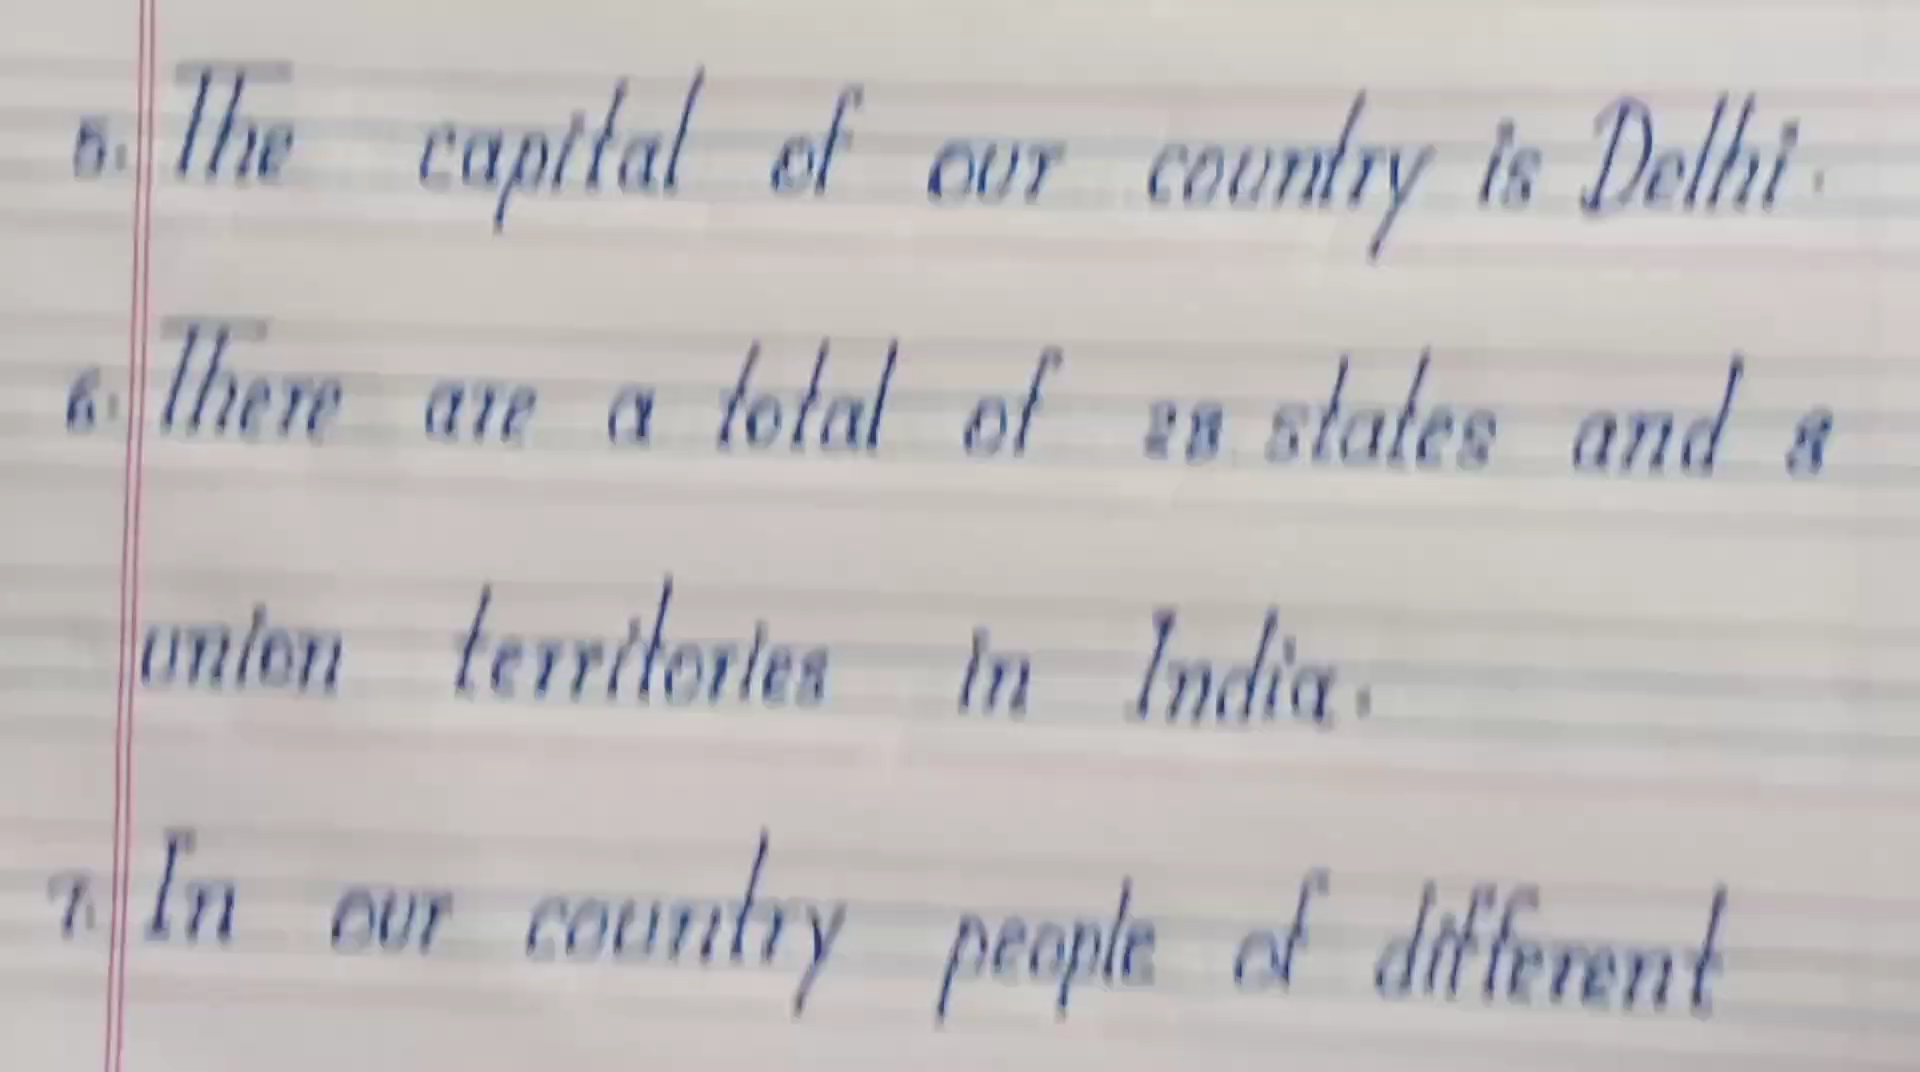 5. The capital of our country is Delhi.
6. There are a total of 28 states and 8
union territories in India.
7. In our country people of different